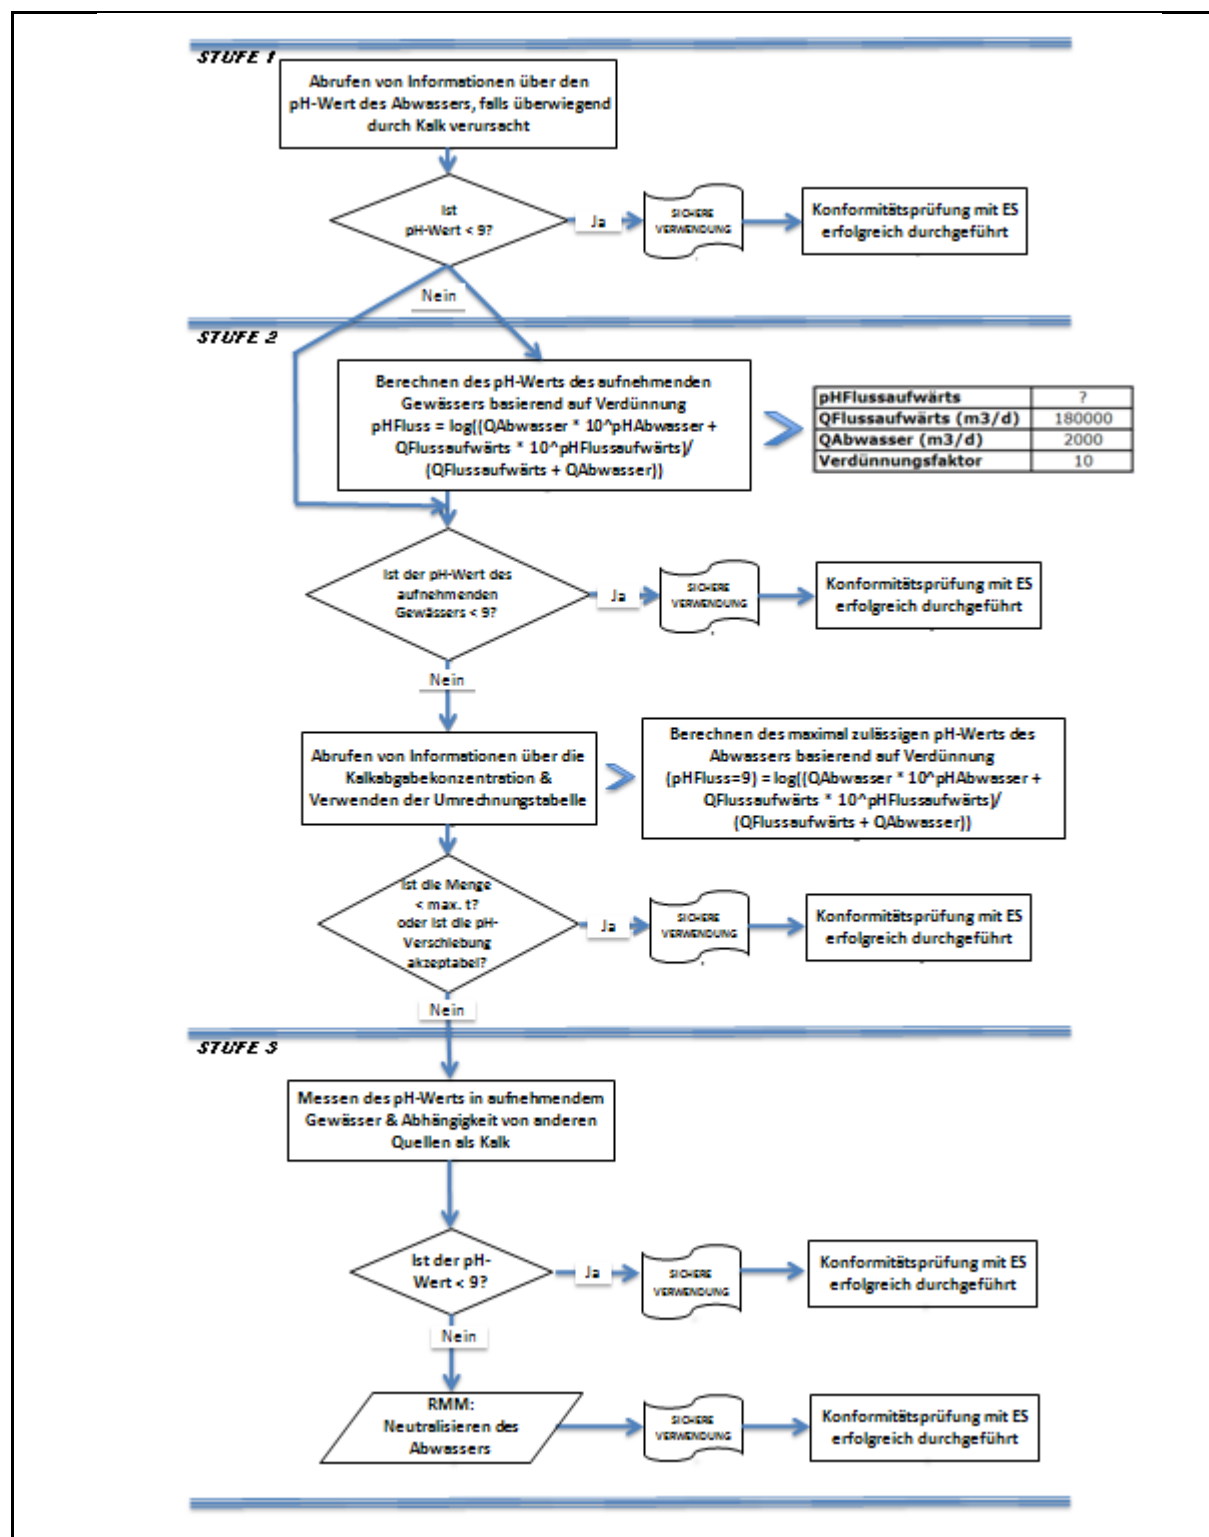 STUFE 1
Abrufen von Informationen über den
pH-Wert des Abwassers, falls überwiegend
durch Kalk verursacht
Ist
pH-Wert < 9?
Ja
SICHERE
VERWENDUNG
Konformitätsprüfung mit ES
erfolgreich durchgeführt
Nein
STUFE 2
Berechnen des pH-Werts des aufnehmenden
Gewässers basierend auf Verdünnung
pHFluss = log((QAbwasser * 10^pHAbwasser +
QFlussaufwärts * 10^pHFlussaufwärts)/
(QFlussaufwärts + QAbwasser))
pHFlussaufwärts ?
QFlussaufwärts (m3/d) 180000
QAbwasser (m3/d) 2000
Verdünnungsfaktor 10
Ist der pH-Wert des
aufnehmenden
Gewässers < 9?
Ja
SICHERE
VERWENDUNG
Konformitätsprüfung mit ES
erfolgreich durchgeführt
Nein
Abrufen von Informationen über die
Kalkabgabekonzentration &
Verwenden der Umrechnungstabelle
Berechnen des maximal zulässigen pH-Werts des
Abwassers basierend auf Verdünnung
(pHFluss=9) = log((QAbwasser * 10^pHAbwasser +
QFlussaufwärts * 10^pHFlussaufwärts)/
(QFlussaufwärts + QAbwasser))
Ist die Menge
< max. t?
oder ist die pH-
Verschiebung
akzeptabel?
Ja
SICHERE
VERWENDUNG
Konformitätsprüfung mit ES
erfolgreich durchgeführt
Nein
STUFE 3
Messen des pH-Werts in aufnehmendem
Gewässer & Abhängigkeit von anderen
Quellen als Kalk
Ist der pH-
Wert < 9?
Ja
SICHERE
VERWENDUNG
Konformitätsprüfung mit ES
erfolgreich durchgeführt
Nein
RMM:
Neutralisieren des
Abwassers
SICHERE
VERWENDUNG
Konformitätsprüfung mit ES
erfolgreich durchgeführt